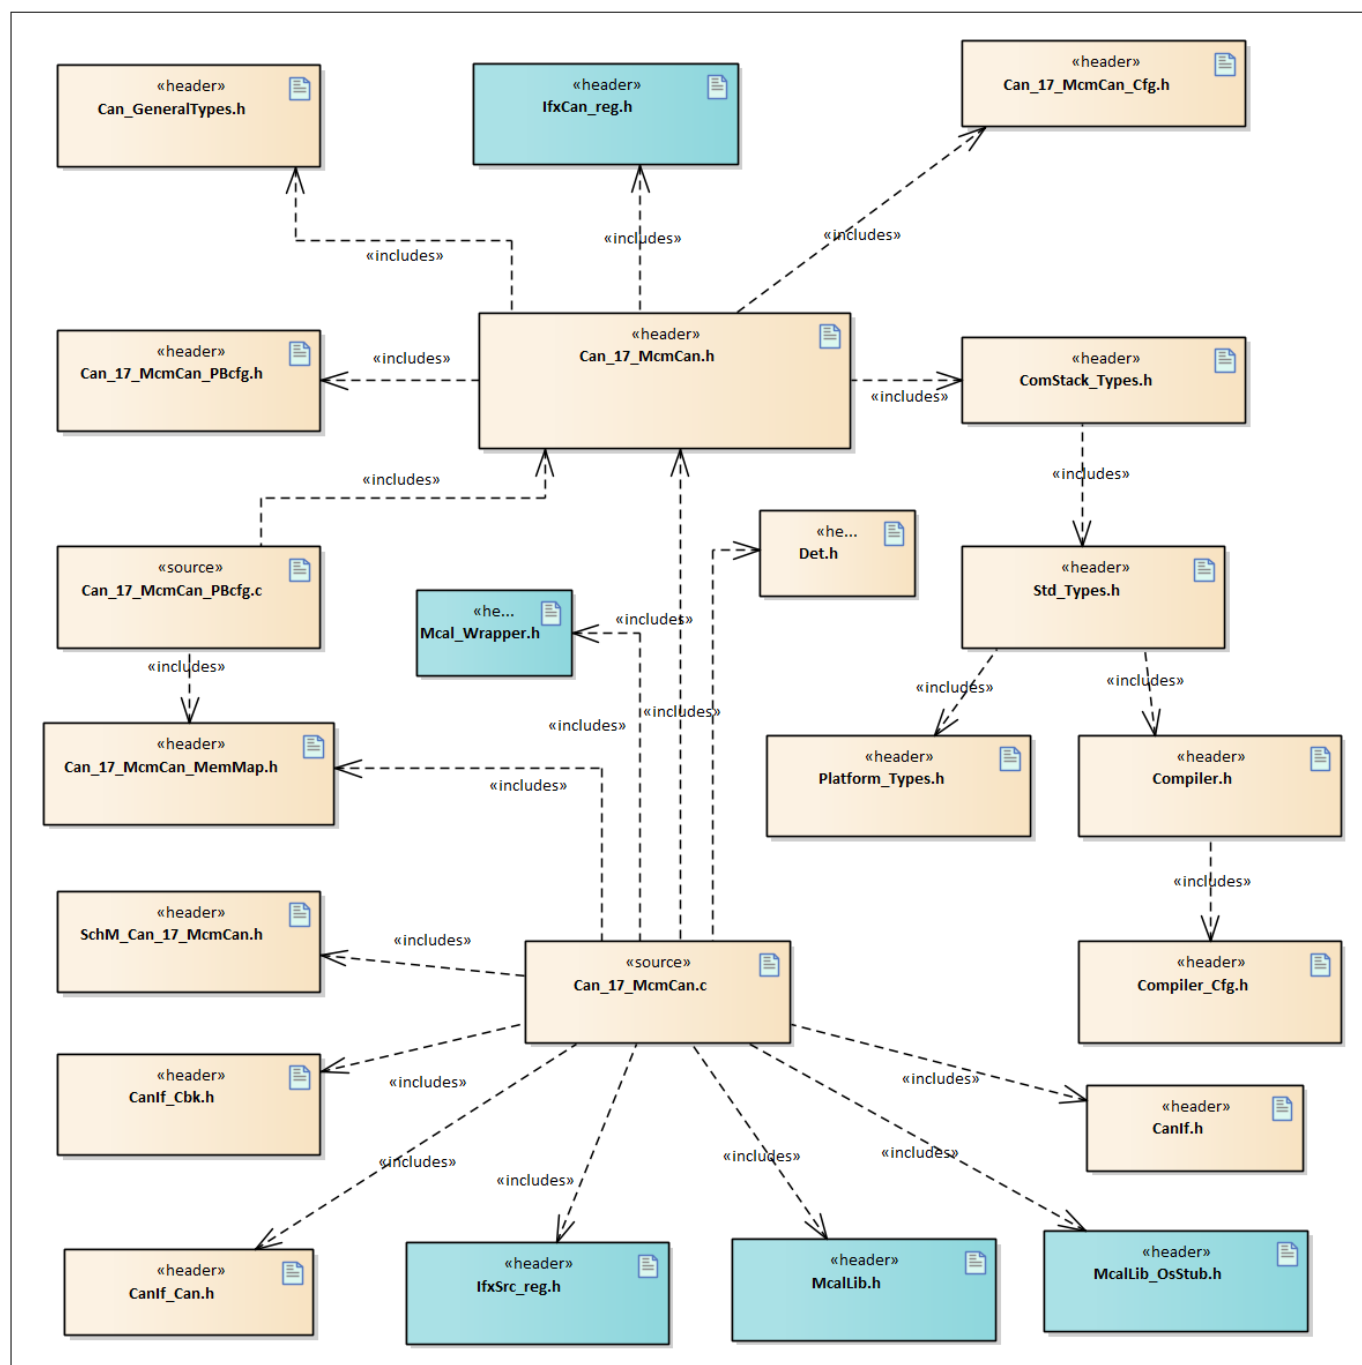 «header»
Can_GeneralTypes.h
«header»
IfxCan_reg.h
«header»
Can_17_McmCan_Cfg.h
«includes»
«includes»
«includes»
«header»
Can_17_McmCan_PBcfg.h
«includes»
«header»
Can_17_McmCan.h
«includes»
«header»
ComStack_Types.h
«includes»
«includes»
«source»
Can_17_McmCan_PBcfg.c
«he...
Mcal_Wrapper.h
«he...
Det.h
«header»
Std_Types.h
«includes»
«includes»
«includes»
«includes»
«includes»
«includes»
«includes»
«header»
Can_17_McmCan_MemMap.h
«includes»
«header»
Platform_Types.h
«header»
Compiler.h
«includes»
«header»
SchM_Can_17_McmCan.h
«includes»
«source»
Can_17_McmCan.c
«header»
Compiler_Cfg.h
«header»
CanIf_Cbk.h
«includes»
«includes»
«header»
CanIf.h
«includes»
«includes»
«includes»
«includes»
«header»
CanIf_Can.h
«header»
IfxSrc_reg.h
«header»
McalLib.h
«header»
McalLib_OsStub.h